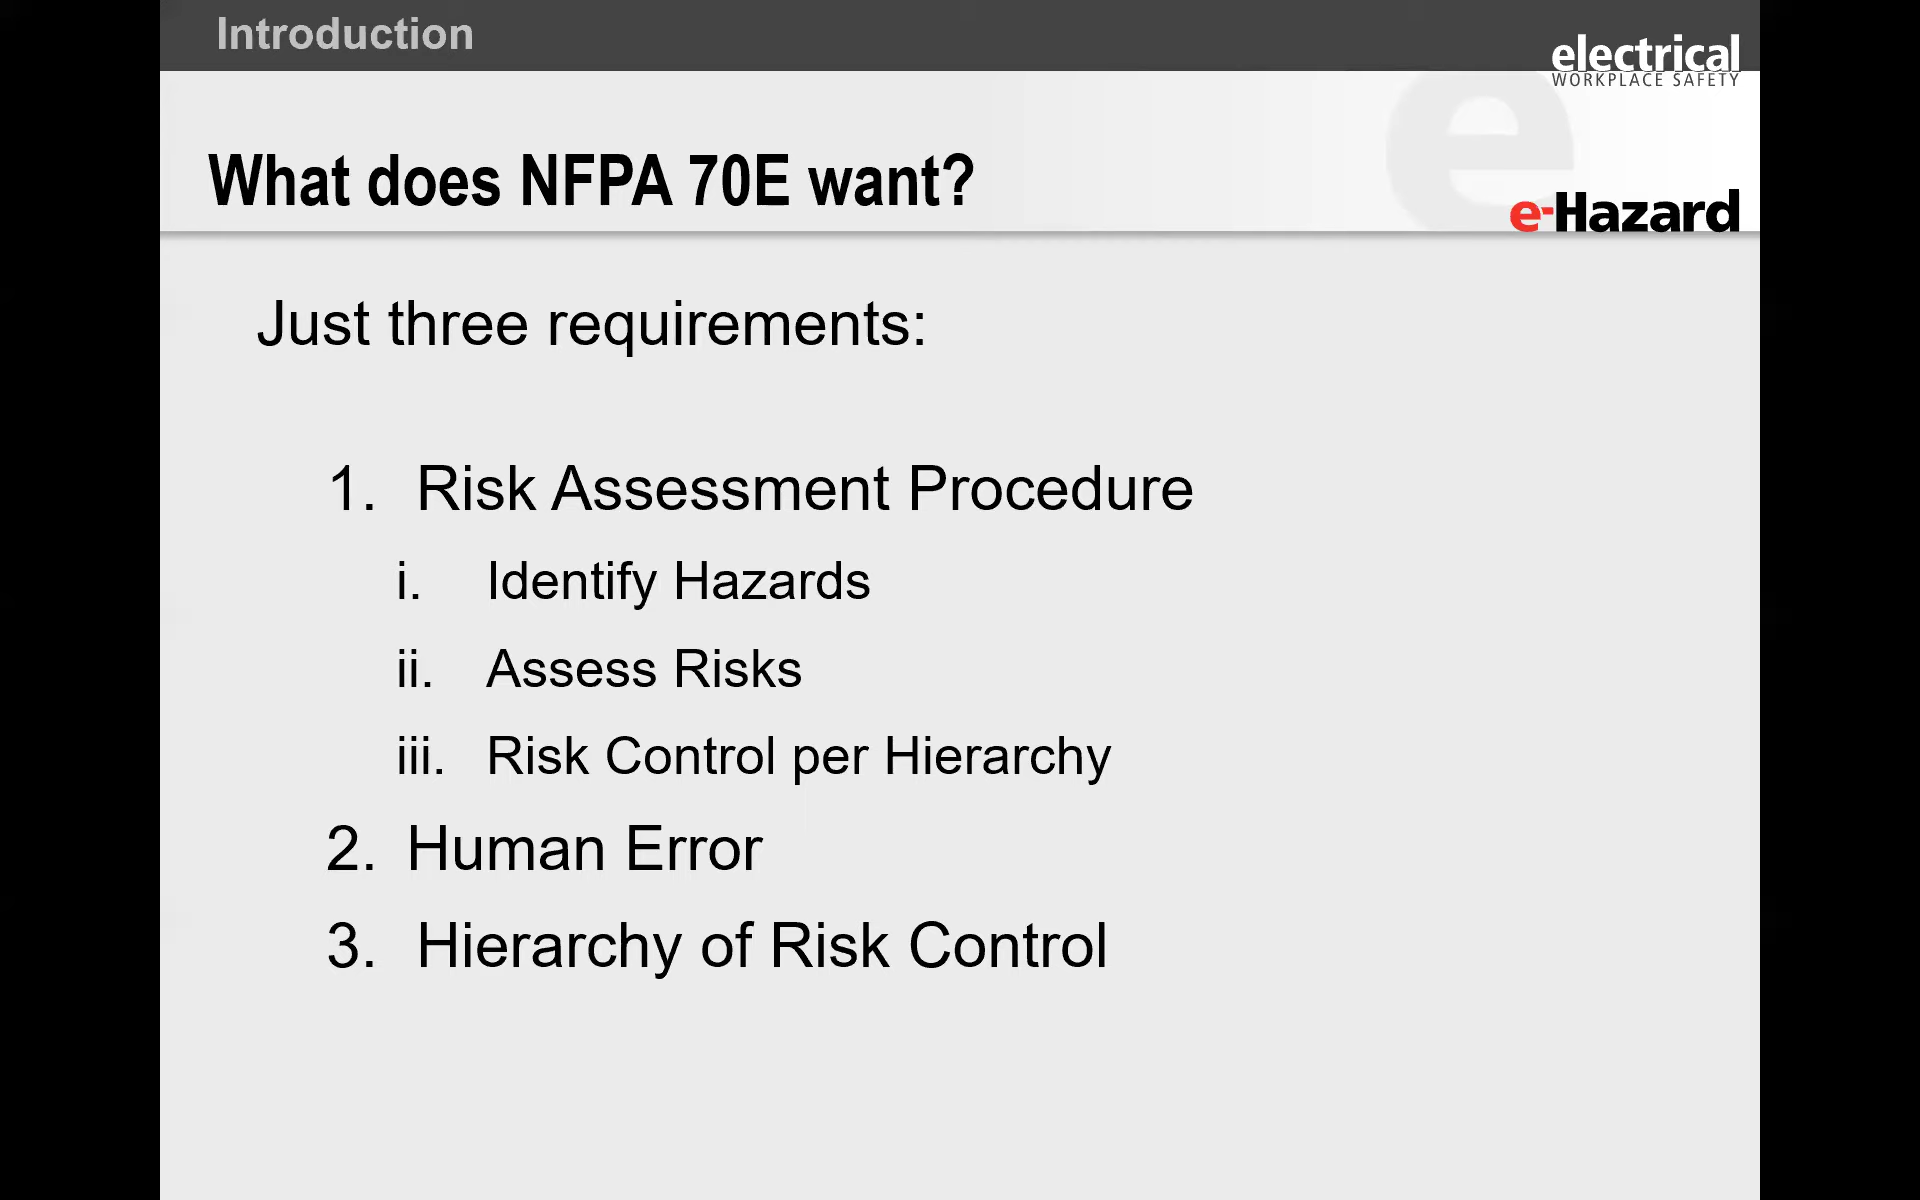 Introduction
electrical
WORKPLACE SAFETY
What does NFPA 70E want?
e-Hazard
Just three requirements:
1. Risk Assessment Procedure
i. Identify Hazards
ii. Assess Risks
iii. Risk Control per Hierarchy
2. Human Error
3. Hierarchy of Risk Control